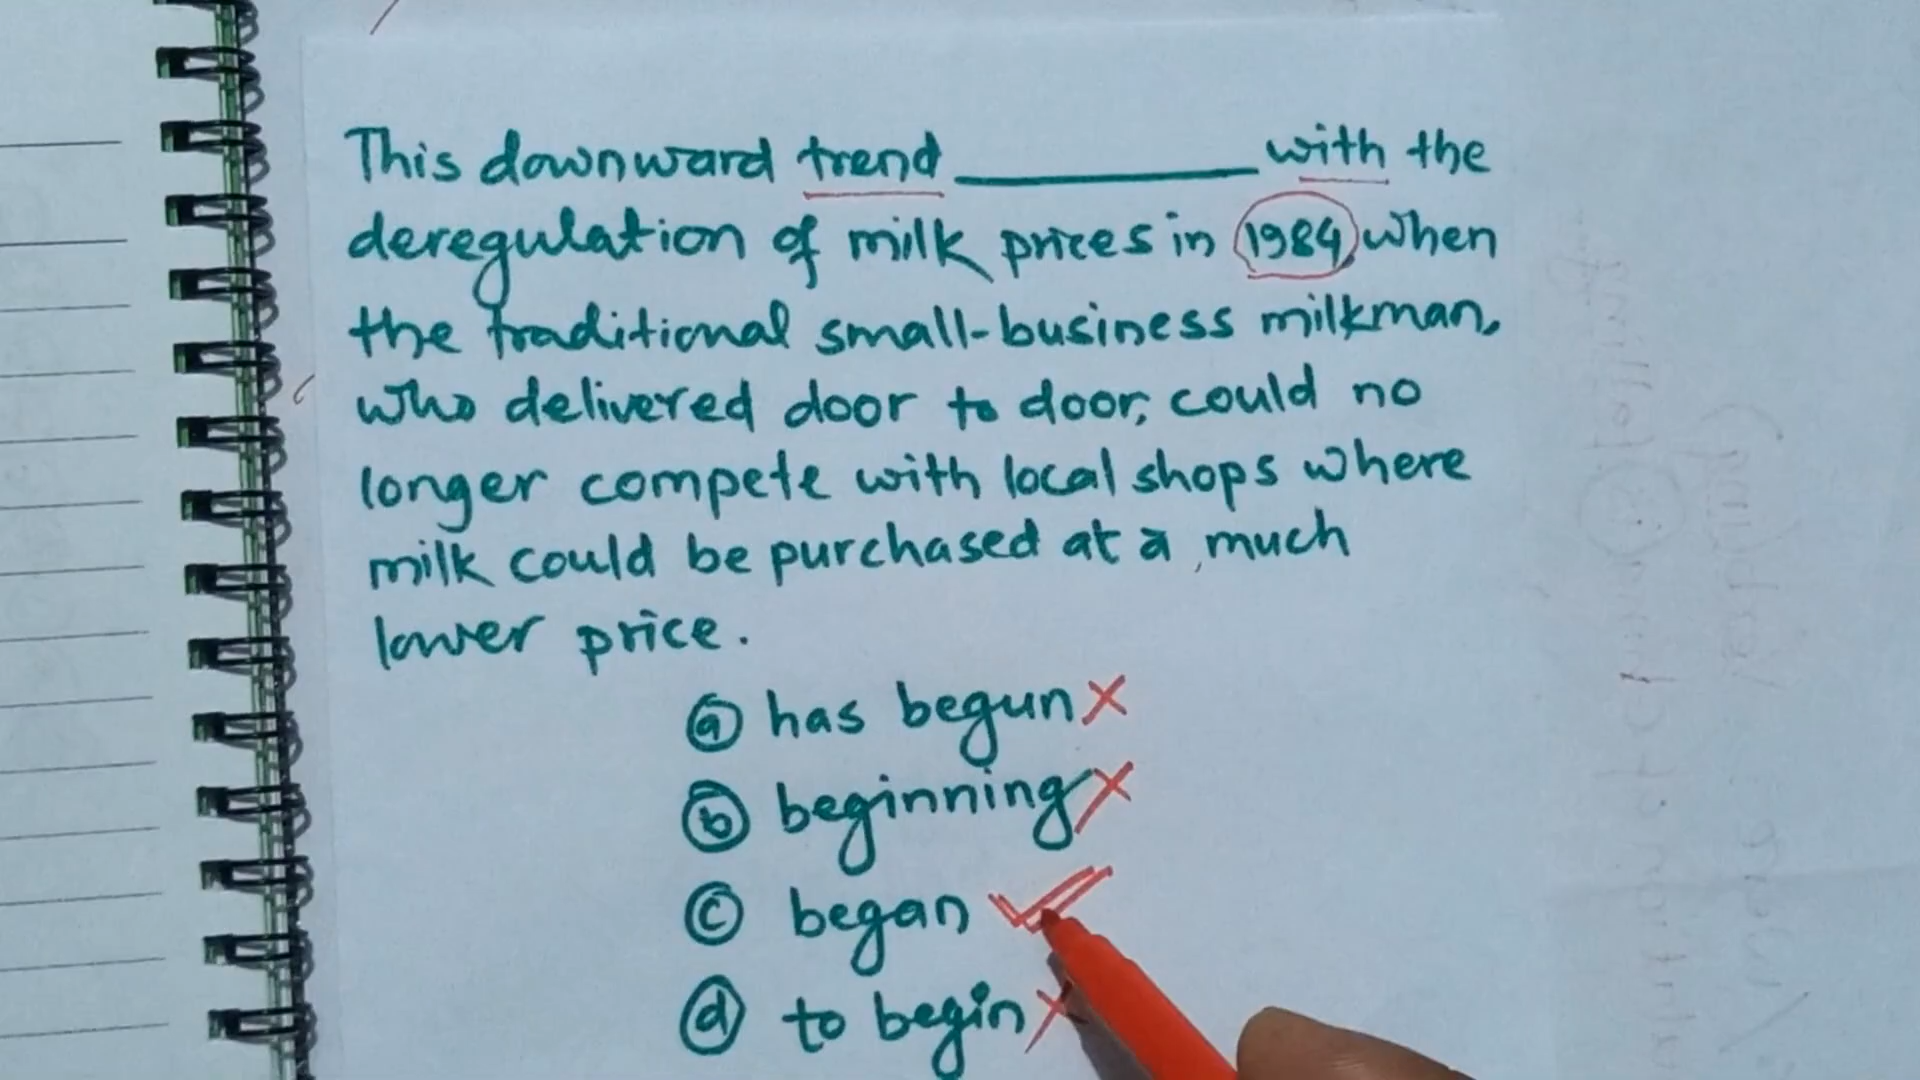 This downward trend __________ with the
deregulation of milk prices in 1984, when
the traditional small-business milkman,
who delivered door to door, could no
longer compete with local shops where
milk could be purchased at a much
lower price.
ⓐ has begun ✗
ⓑ beginning ✗
ⓒ began ✓
ⓓ to begin ✗